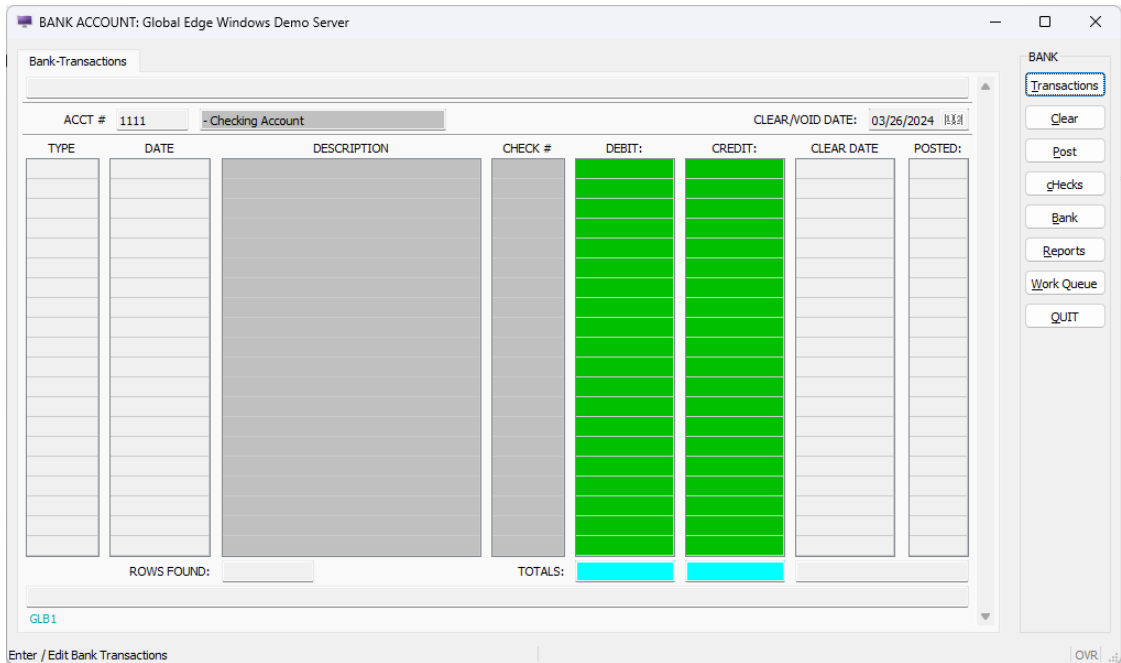 BANK ACCOUNT: Global Edge Windows Demo Server
Bank-Transactions
BANK
Transactions
Clear
Post
cHecks
Bank
Reports
Work Queue
QUIT
ACCT # 1111 - Checking Account CLEAR/VOID DATE: 03/26/2024
TYPE DATE DESCRIPTION CHECK # DEBIT: CREDIT: CLEAR DATE POSTED:
ROWS FOUND: TOTALS:
GLB1
Enter / Edit Bank Transactions OVR